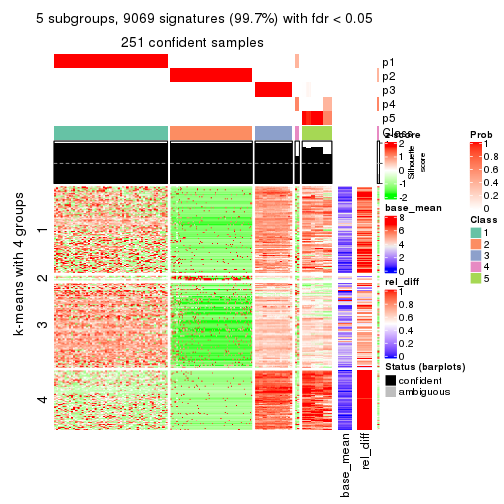 5 subgroups, 9069 signatures (99.7%) with fdr < 0.05
251 confident samples
p1
p2
p3
p4
p5
Class
Silhouette
score
k-means with 4 groups
1
2
3
4
base_mean
rel_diff
z-score
2
1
0
-1
-2
base_mean
8
6
4
2
0
rel_diff
1
0.8
0.6
0.4
0.2
0
Status (barplots)
confident
ambiguous
Prob
1
0.8
0.6
0.4
0.2
0
Class
1
2
3
4
5